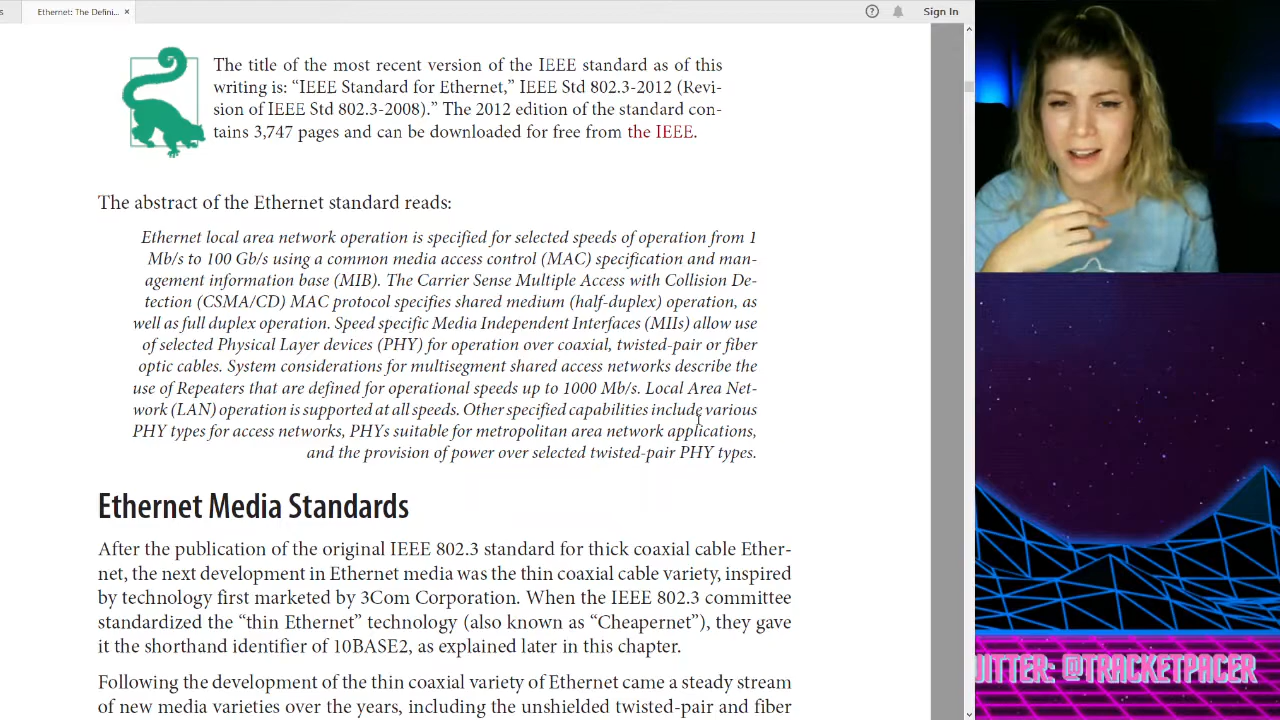 s
Ethernet: The Defini...
×
?
Sign In
The title of the most recent version of the IEEE standard as of this
writing is: “IEEE Standard for Ethernet,” IEEE Std 802.3-2012 (Revi-
sion of IEEE Std 802.3-2008).” The 2012 edition of the standard con-
tains 3,747 pages and can be downloaded for free from the IEEE.
The abstract of the Ethernet standard reads:
Ethernet local area network operation is specified for selected speeds of operation from 1
Mb/s to 100 Gb/s using a common media access control (MAC) specification and man-
agement information base (MIB). The Carrier Sense Multiple Access with Collision De-
tection (CSMA/CD) MAC protocol specifies shared medium (half-duplex) operation, as
well as full duplex operation. Speed specific Media Independent Interfaces (MIIs) allow use
of selected Physical Layer devices (PHY) for operation over coaxial, twisted-pair or fiber
optic cables. System considerations for multisegment shared access networks describe the
use of Repeaters that are defined for operational speeds up to 1000 Mb/s. Local Area Net-
work (LAN) operation is supported at all speeds. Other specified capabilities include various
PHY types for access networks, PHYs suitable for metropolitan area network applications,
and the provision of power over selected twisted-pair PHY types.
Ethernet Media Standards
After the publication of the original IEEE 802.3 standard for thick coaxial cable Ether-
net, the next development in Ethernet media was the thin coaxial cable variety, inspired
by technology first marketed by 3Com Corporation. When the IEEE 802.3 committee
standardized the “thin Ethernet” technology (also known as “Cheapernet”), they gave
it the shorthand identifier of 10BASE2, as explained later in this chapter.
Following the development of the thin coaxial variety of Ethernet came a steady stream
of new media varieties over the years, including the unshielded twisted-pair and fiber
WITTER: @TRACKETPACER